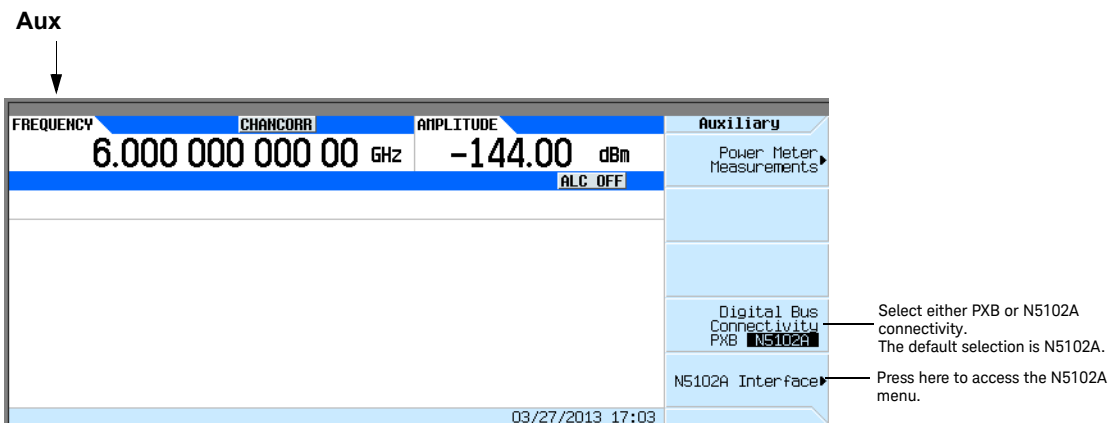 Aux
FREQUENCY CHANCORR AMPLITUDE
6.000 000 000 00 GHz -144.00 dBm
ALC OFF
Auxiliary
Power Meter
Measurements
Digital Bus
Connectivity
PXB N5102A
N5102A Interface
Select either PXB or N5102A
connectivity.
The default selection is N5102A.
Press here to access the N5102A
menu.
03/27/2013 17:03